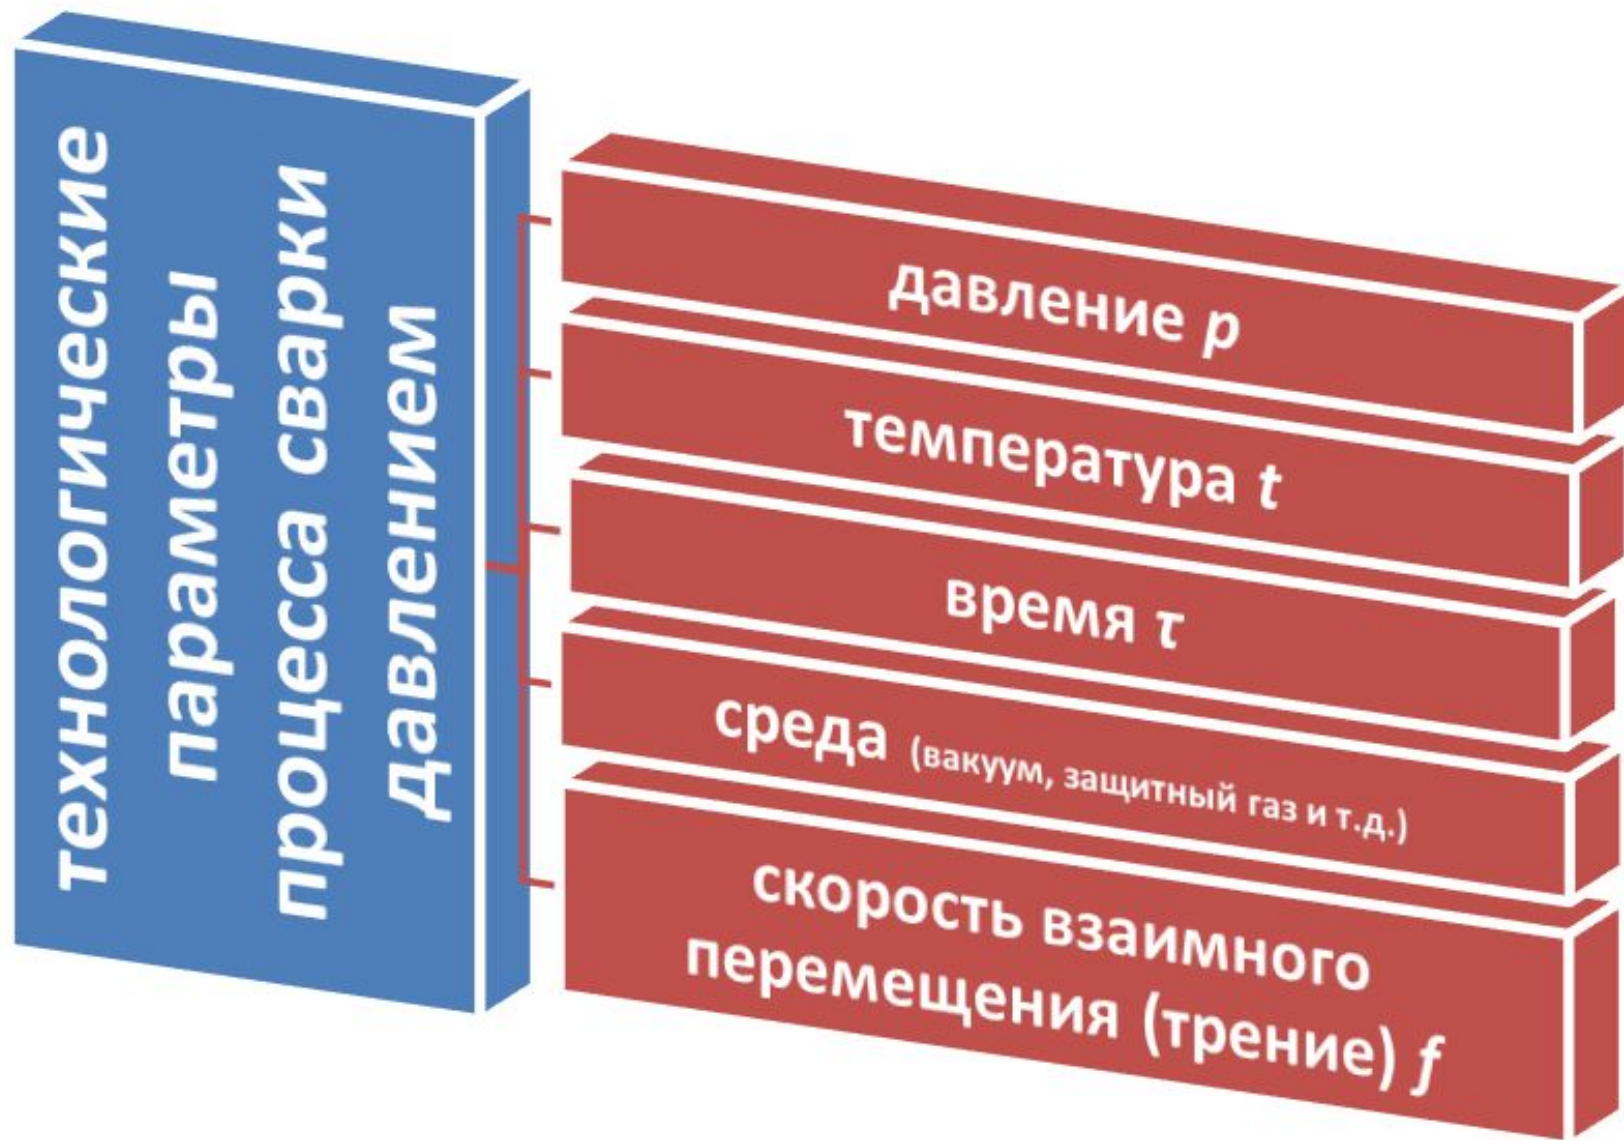 технологические
параметры
процесса сварки
давлением
давление p
температура t
время τ
среда (вакуум, защитный газ и т.д.)
скорость взаимного
перемещения (трение) f